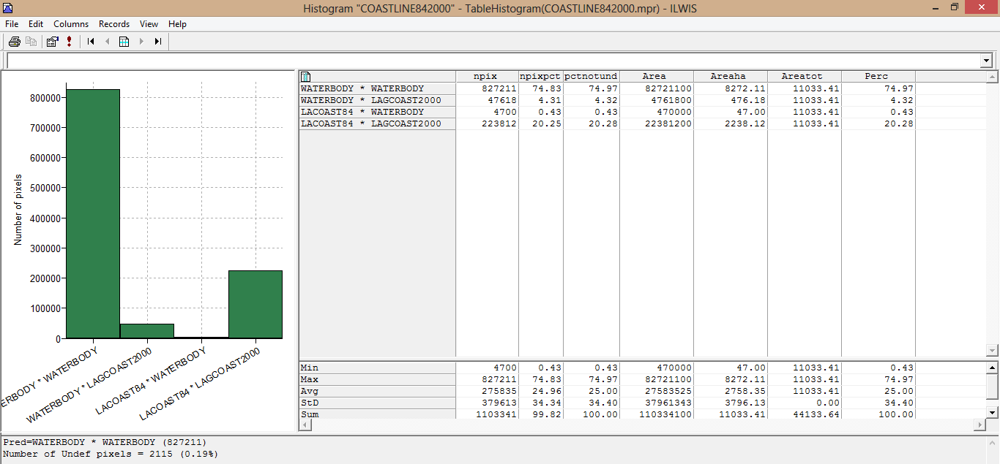 Histogram "COASTLINE842000" - TableHistogram(COASTLINE842000.mpr) - ILWIS
File Edit Columns Records View Help
Number of pixels
800000
700000
600000
500000
400000
300000
200000
100000
0
ERBODY * WATERBODY
WATERBODY * LAGCOAST2000
LACOAST84 * WATERBODY
LACOAST84 * LAGCOAST2000
npix npixpct pctnotund Area Areaha Areatot Perc
WATERBODY * WATERBODY 827211 74.83 74.97 82721100 8272.11 11033.41 74.97
WATERBODY * LAGCOAST2000 47618 4.31 4.32 4761800 476.18 11033.41 4.32
LACOAST84 * WATERBODY 4700 0.43 0.43 470000 47.00 11033.41 0.43
LACOAST84 * LAGCOAST2000 223812 20.25 20.28 22381200 2238.12 11033.41 20.28
Min 4700 0.43 0.43 470000 47.00 11033.41 0.43
Max 827211 74.83 74.97 82721100 8272.11 11033.41 74.97
Avg 275835 24.96 25.00 27583525 2758.35 11033.41 25.00
StD 379613 34.34 34.40 37961343 3796.13 0.00 34.40
Sum 1103341 99.82 100.00 110334100 11033.41 44133.64 100.00
Pred=WATERBODY * WATERBODY (827211)
Number of Undef pixels = 2115 (0.19%)